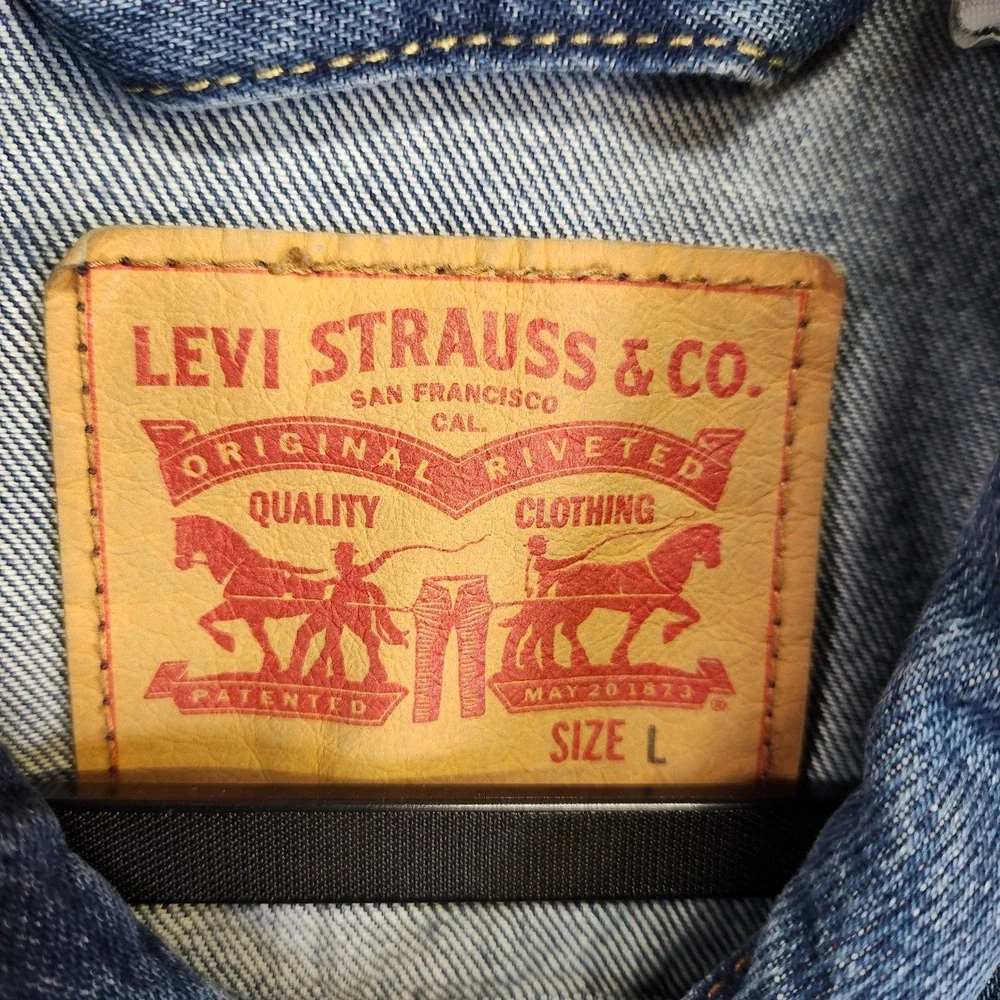 LEVI STRAUSS & CO.
SAN FRANCISCO
CAL.
ORIGINAL RIVETED
QUALITY CLOTHING
PATENTED MAY 20 1873 ®
SIZE L